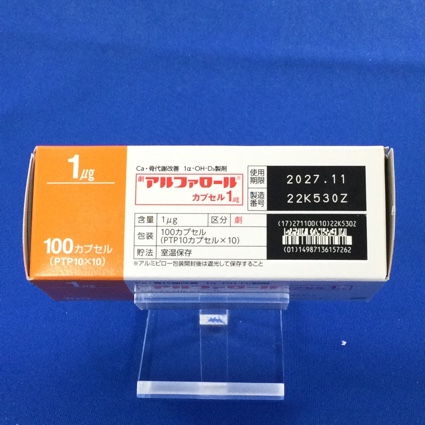 1μg
100カプセル
(PTP10×10)
Ca・骨代謝改善 1α-OH-D₃製剤
劇 アルファロール®
カプセル1μg
含量 1μg 区分 劇
包装 100カプセル
(PTP10カプセル×10)
貯法 室温保存
※アルミピロー包装開封後は遮光して保存すること
使用期限 2027.11
製造番号 22K530Z
(17)271100(10)22K530Z
(01)14987136157262